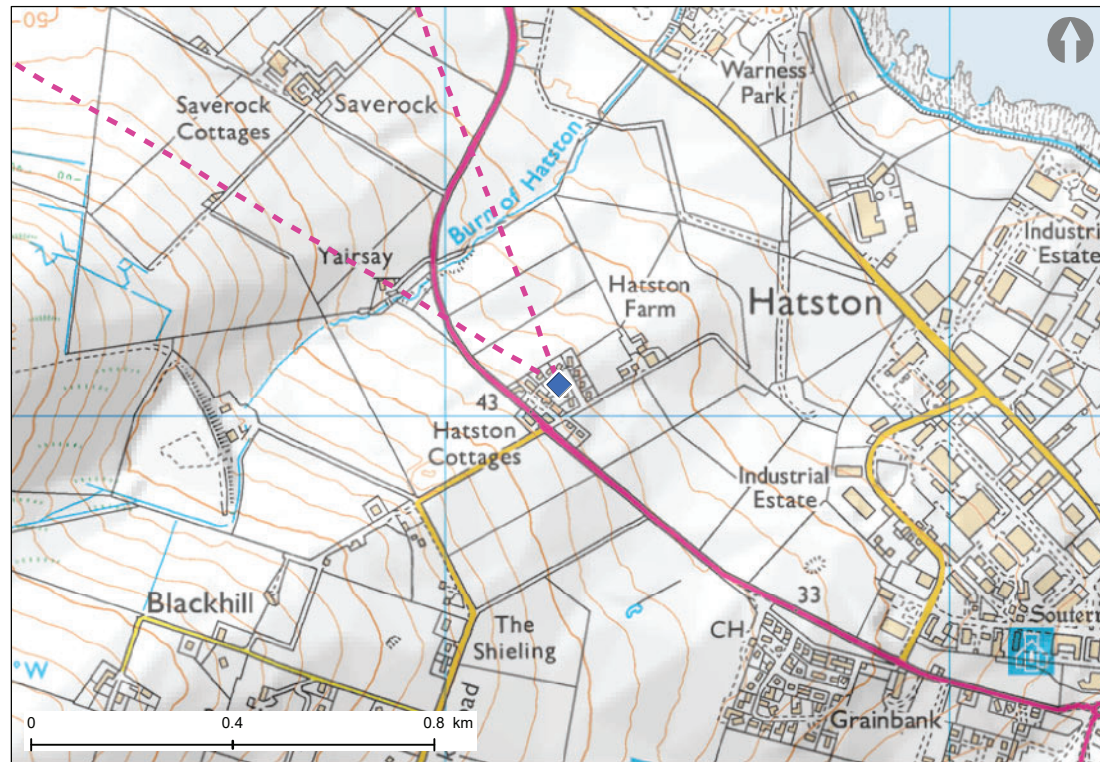 Saverock
Cottages
Saverock
Warness
Park
Burn of Hatston
Yairsay
Hatston
Farm
Hatston
Industri
Estate
43
Hatston
Cottages
Industrial
Estate
Blackhill
The
Shieling
33
CH
Grainbank
°W
oad
0
0.4
0.8
km